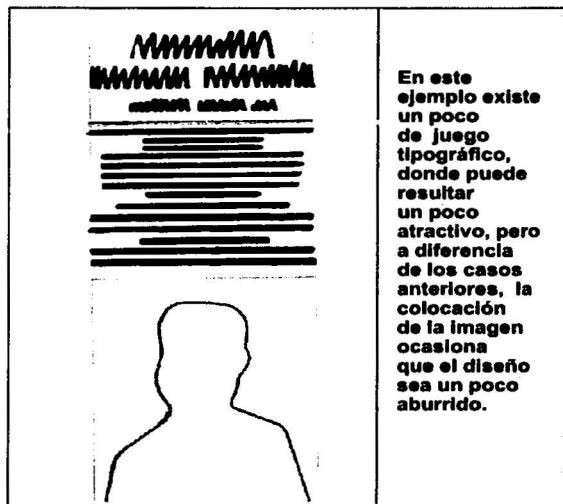 En este
ejemplo existe
un poco
de juego
tipográfico,
donde puede
resultar
un poco
atractivo, pero
a diferencia
de los casos
anteriores, la
colocación
de la imagen
ocasiona
que el diseño
sea un poco
aburrido.